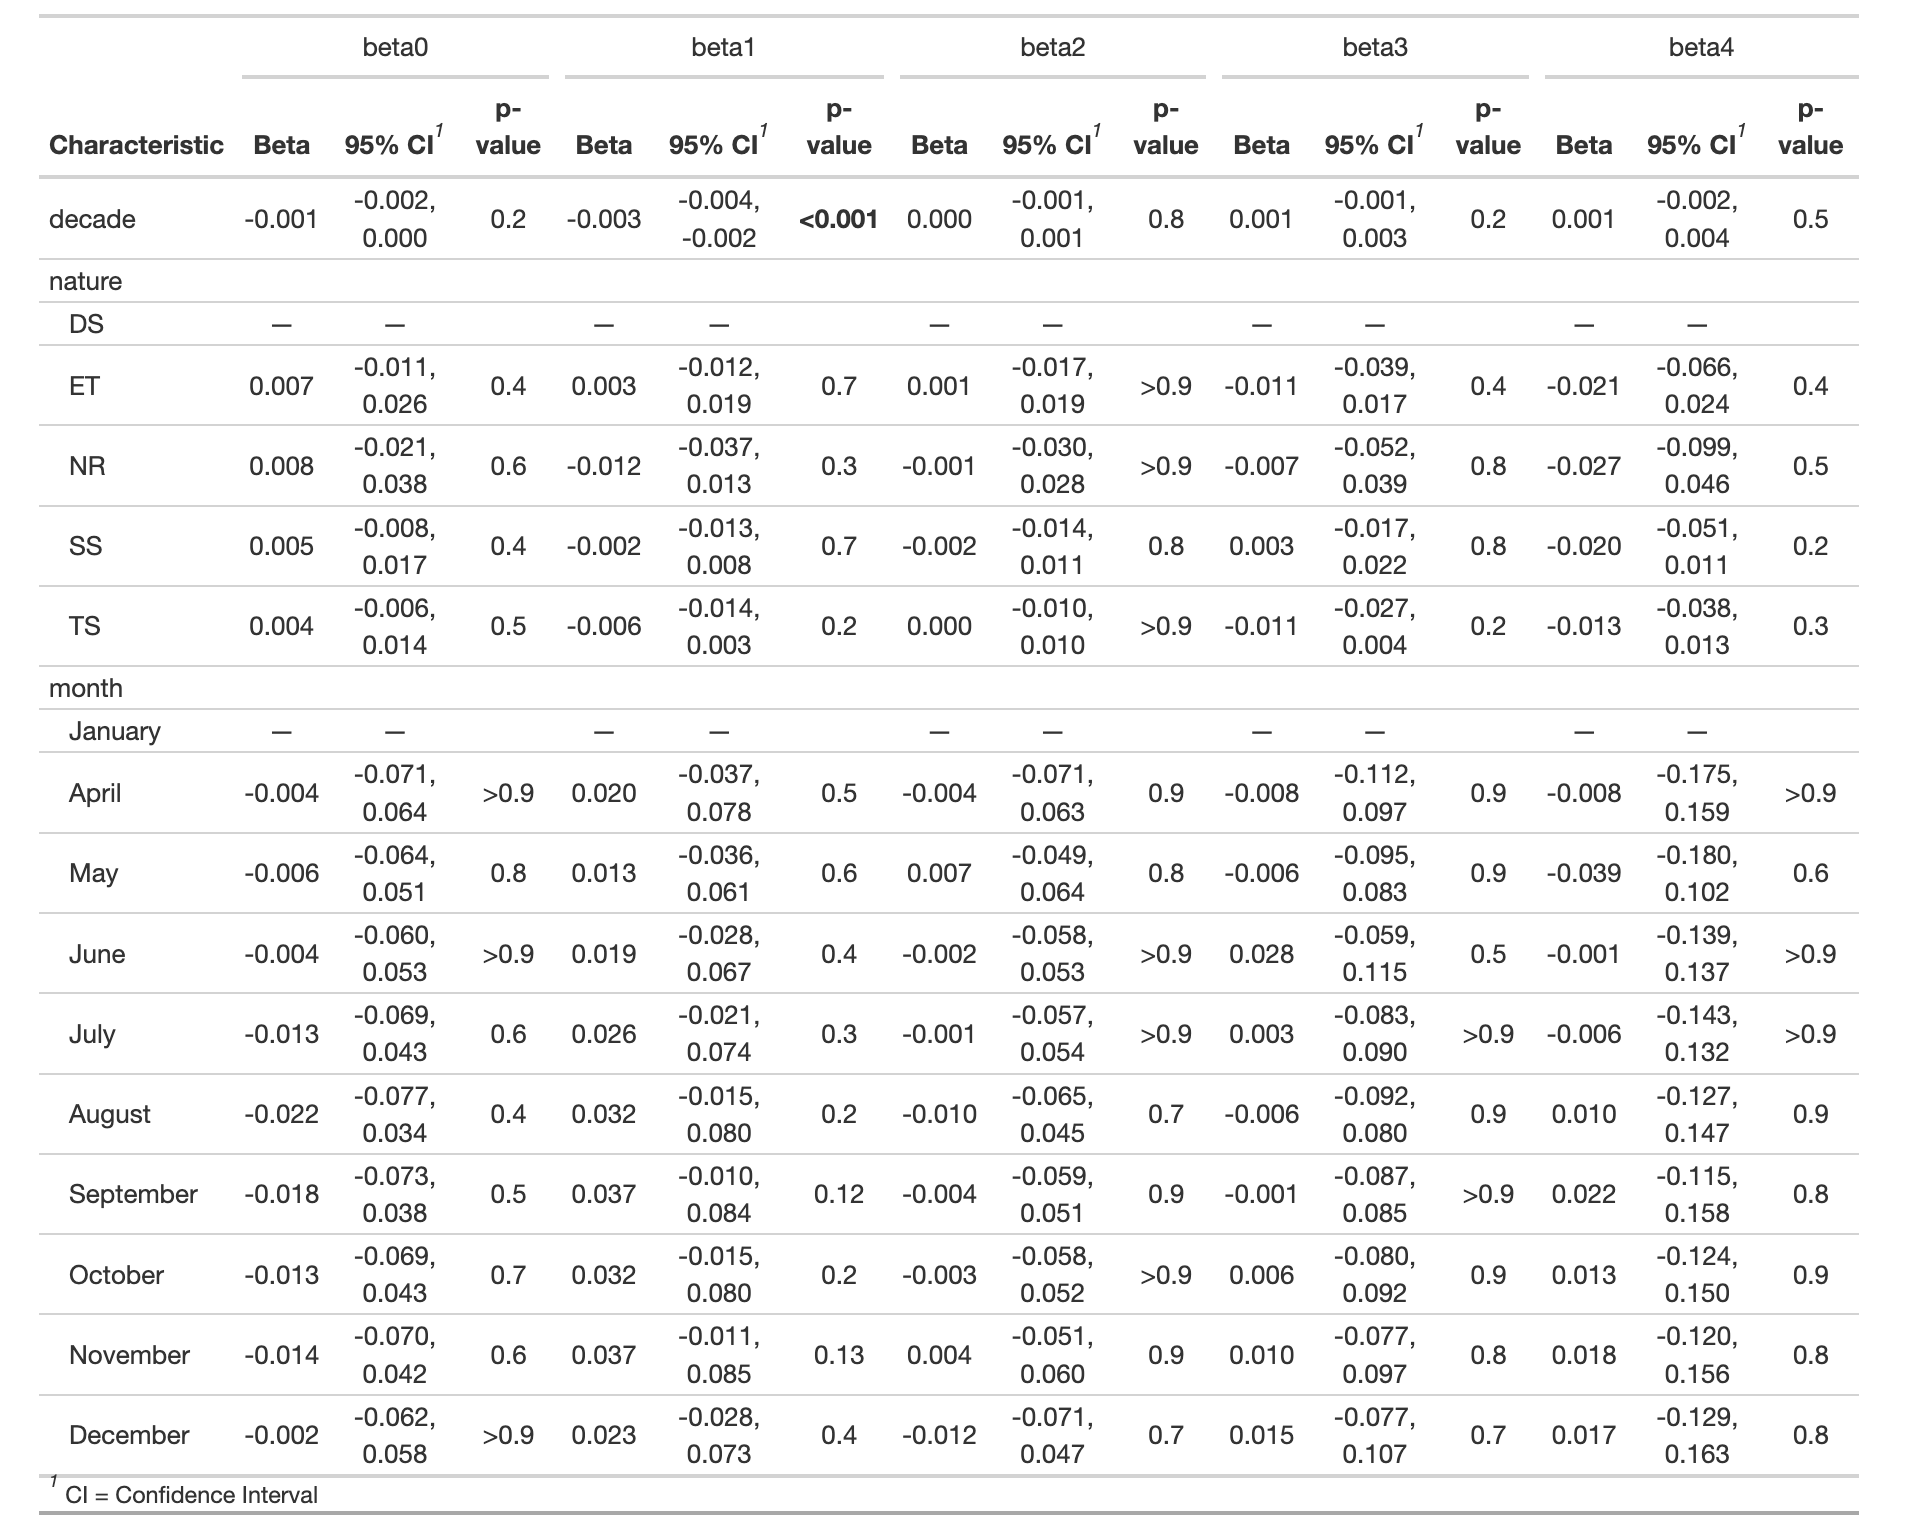 beta0 beta1 beta2 beta3 beta4
p- p- p- p- p-
Characteristic Beta 95% CI1 value Beta 95% CI1 value Beta 95% CI1 value Beta 95% CI1 value Beta 95% CI1 value
-0.002, -0.004, -0.001, -0.001, -0.002,
decade -0.001 0.2 -0.003 <0.001 0.000 0.8 0.001 0.2 0.001 0.5
0.000 -0.002 0.001 0.003 0.004
nature
DS — — — — — — — — — —
-0.011, -0.012, -0.017, -0.039, -0.066,
ET 0.007 0.4 0.003 0.7 0.001 >0.9 -0.011 0.4 -0.021 0.4
0.026 0.019 0.019 0.017 0.024
-0.021, -0.037, -0.030, -0.052, -0.099,
NR 0.008 0.6 -0.012 0.3 -0.001 >0.9 -0.007 0.8 -0.027 0.5
0.038 0.013 0.028 0.039 0.046
-0.008, -0.013, -0.014, -0.017, -0.051,
SS 0.005 0.4 -0.002 0.7 -0.002 0.8 0.003 0.8 -0.020 0.2
0.017 0.008 0.011 0.022 0.011
-0.006, -0.014, -0.010, -0.027, -0.038,
TS 0.004 0.5 -0.006 0.2 0.000 >0.9 -0.011 0.2 -0.013 0.3
0.014 0.003 0.010 0.004 0.013
month
January — — — — — — — — — —
-0.071, -0.037, -0.071, -0.112, -0.175,
April -0.004 >0.9 0.020 0.5 -0.004 0.9 -0.008 0.9 -0.008 >0.9
0.064 0.078 0.063 0.097 0.159
-0.064, -0.036, -0.049, -0.095, -0.180,
May -0.006 0.8 0.013 0.6 0.007 0.8 -0.006 0.9 -0.039 0.6
0.051 0.061 0.064 0.083 0.102
-0.060, -0.028, -0.058, -0.059, -0.139,
June -0.004 >0.9 0.019 0.4 -0.002 >0.9 0.028 0.5 -0.001 >0.9
0.053 0.067 0.053 0.115 0.137
-0.069, -0.021, -0.057, -0.083, -0.143,
July -0.013 0.6 0.026 0.3 -0.001 >0.9 0.003 >0.9 -0.006 >0.9
0.043 0.074 0.054 0.090 0.132
-0.077, -0.015, -0.065, -0.092, -0.127,
August -0.022 0.4 0.032 0.2 -0.010 0.7 -0.006 0.9 0.010 0.9
0.034 0.080 0.045 0.080 0.147
-0.073, -0.010, -0.059, -0.087, -0.115,
September -0.018 0.5 0.037 0.12 -0.004 0.9 -0.001 >0.9 0.022 0.8
0.038 0.084 0.051 0.085 0.158
-0.069, -0.015, -0.058, -0.080, -0.124,
October -0.013 0.7 0.032 0.2 -0.003 >0.9 0.006 0.9 0.013 0.9
0.043 0.080 0.052 0.092 0.150
-0.070, -0.011, -0.051, -0.077, -0.120,
November -0.014 0.6 0.037 0.13 0.004 0.9 0.010 0.8 0.018 0.8
0.042 0.085 0.060 0.097 0.156
-0.062, -0.028, -0.071, -0.077, -0.129,
December -0.002 >0.9 0.023 0.4 -0.012 0.7 0.015 0.7 0.017 0.8
0.058 0.073 0.047 0.107 0.163
1 CI = Confidence Interval